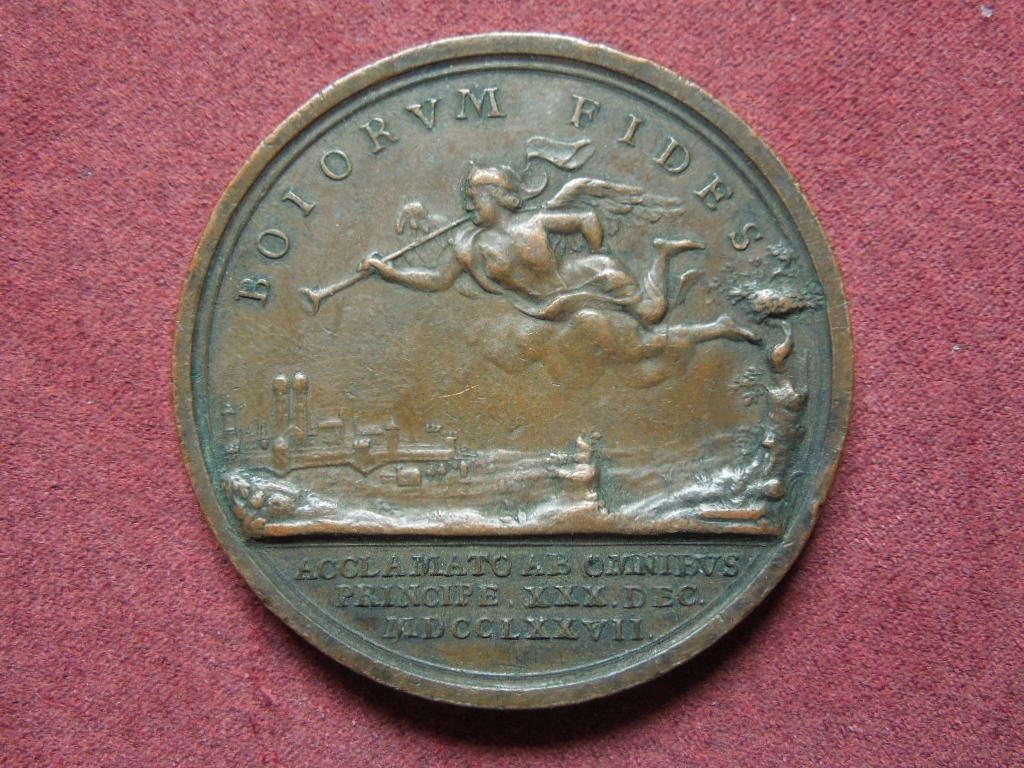 BOIORVM FIDES
ACCLAMATO AB OMNIBVS
PRINCIPE . XXX . DEC .
MDCCLXXVII .